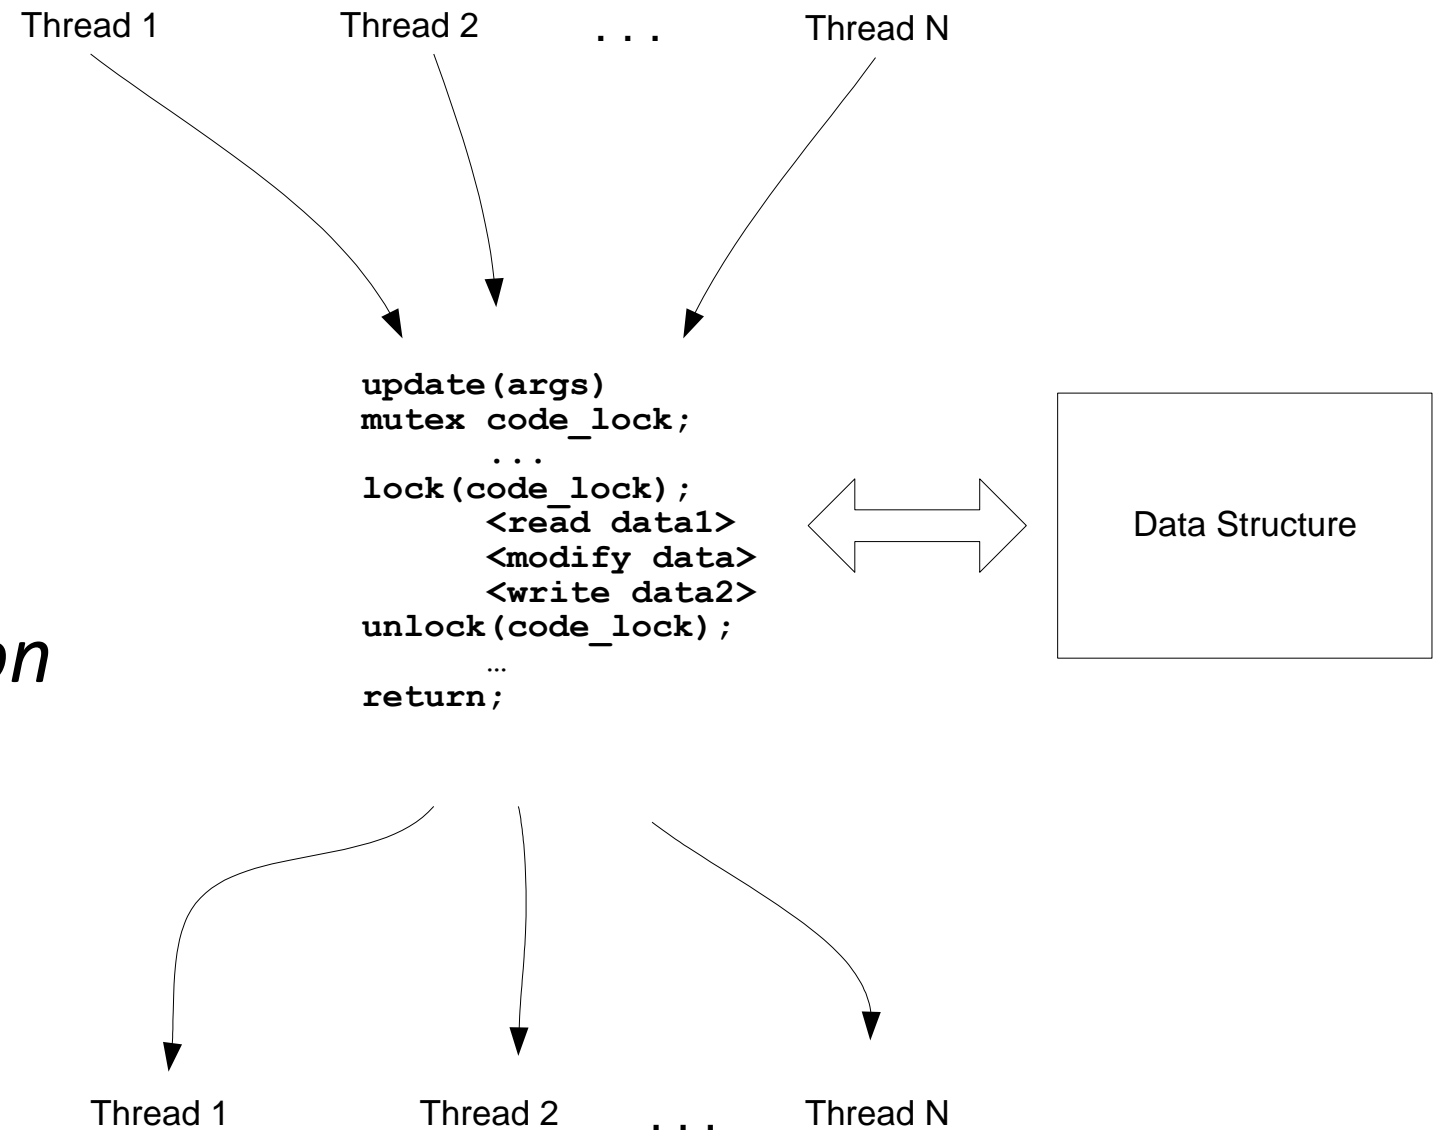 Thread 1
Thread 2
. . .
Thread N
update(args)
mutex code_lock;
...
lock(code_lock);
<read data1>
<modify data>
<write data2>
unlock(code_lock);
…
return;
Data Structure
on
Thread 1
Thread 2
. . .
Thread N